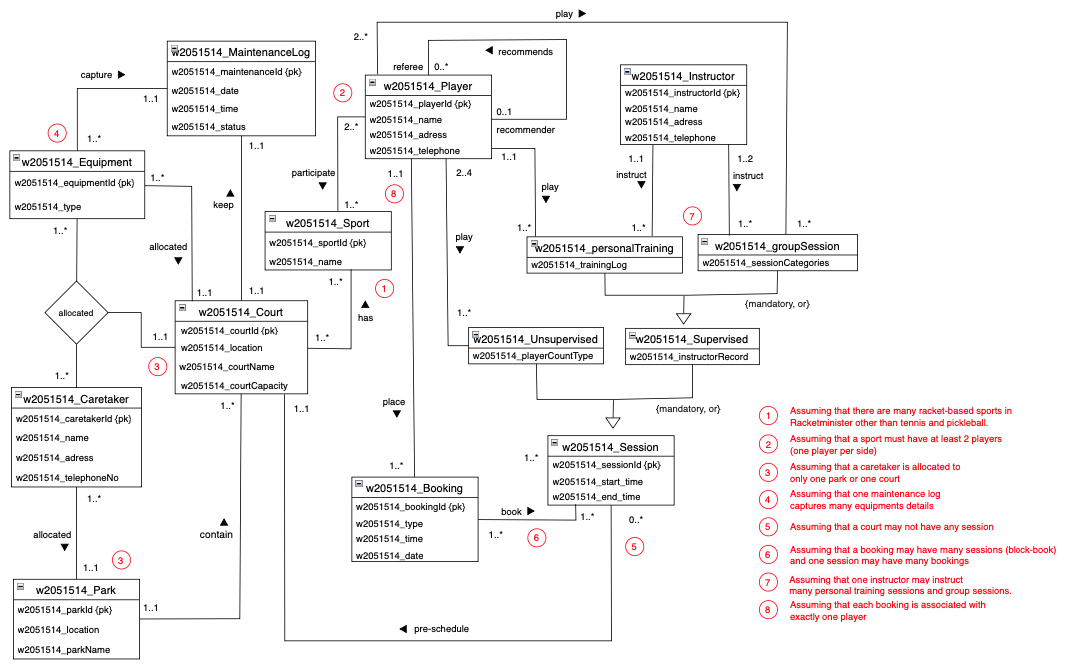 play ▶
2..*
recommends
◀
referee
0..*
w2051514_MaintenanceLog
w2051514_maintenanceId {pk}
w2051514_date
w2051514_time
w2051514_status
capture ▶
1..1
1..1
4
1..*
w2051514_Equipment
w2051514_equipmentId {pk}
w2051514_type
1..*
1..*
2
w2051514_Player
w2051514_playerId {pk}
w2051514_name
w2051514_adress
w2051514_telephone
0..1
recommender
2..*
1..1
1..1
2..4
w2051514_Instructor
w2051514_instructorId {pk}
w2051514_name
w2051514_adress
w2051514_telephone
1..1
1..2
instruct
▼
instruct
▼
participate
▼
8
play
▼
7
keep
▲
1..*
1..*
1..*
1..*
1..*
w2051514_Sport
w2051514_sportId {pk}
w2051514_name
play
▼
w2051514_personalTraining
w2051514_trainingLog
w2051514_groupSession
w2051514_sessionCategories
allocated
▼
1..*
1
1..1
1..1
has
▲
{mandatory, or}
allocated
w2051514_Court
w2051514_courtId {pk}
w2051514_location
w2051514_courtName
w2051514_courtCapacity
1..1
1..*
3
1..*
w2051514_Unsupervised
w2051514_playerCountType
w2051514_Supervised
w2051514_instructorRecord
1..*
w2051514_Caretaker
w2051514_caretakerId {pk}
w2051514_name
w2051514_adress
w2051514_telephoneNo
1..*
1..1
place
▼
{mandatory, or}
1..*
1..*
w2051514_Session
w2051514_sessionId {pk}
w2051514_start_time
w2051514_end_time
1..*
w2051514_Booking
w2051514_bookingId {pk}
w2051514_type
w2051514_time
w2051514_date
book ▶
1..*
0..*
1..*
6
5
1..*
allocated
▼
3
1..1
contain
▲
w2051514_Park
w2051514_parkId {pk}
w2051514_location
w2051514_parkName
1..1
◀ pre-schedule
1 Assuming that there are many racket-based sports in
Racketminister other than tennis and pickleball.
2 Assuming that a sport must have at least 2 players
(one player per side)
3 Assuming that a caretaker is allocated to
only one park or one court
4 Assuming that one maintenance log
captures many equipments details
5 Assuming that a court may not have any session
6 Assuming that a booking may have many sessions (block-book)
and one session may have many bookings
7 Assuming that one instructor may instruct
many personal training sessions and group sessions.
8 Assuming that each booking is associated with
exactly one player